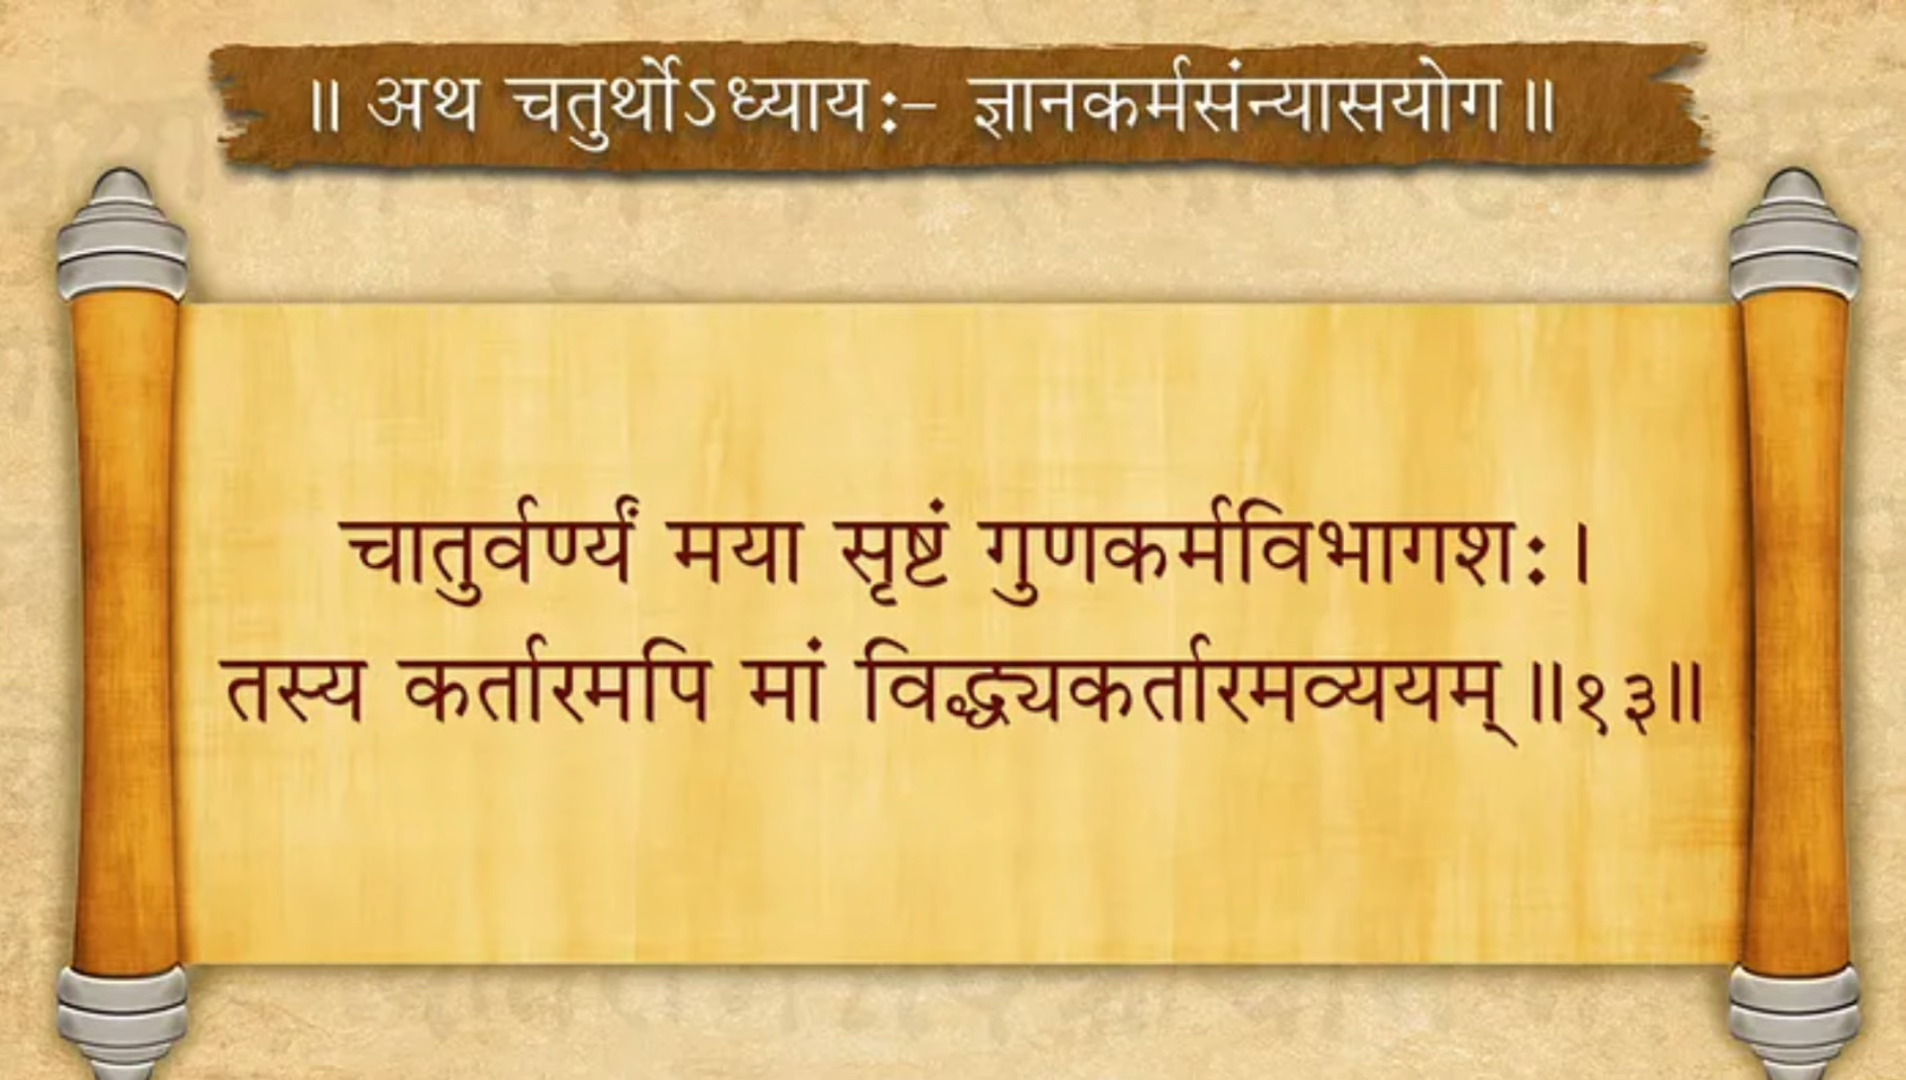 ॥ अथ चतुर्थोऽध्यायः- ज्ञानकर्मसंन्यासयोग ॥
चातुर्वर्ण्यं मया सृष्टं गुणकर्मविभागशः ।
तस्य कर्तारमपि मां विद्ध्यकर्तारमव्ययम् ॥१३॥